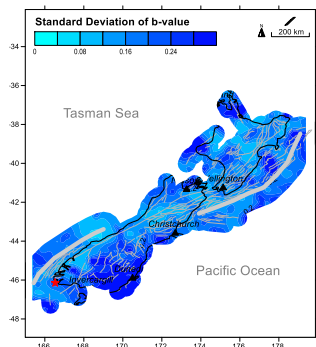 Standard Deviation of b-value
0 0.08 0.16 0.24
N
200 km
-34
-36
-38
-40
-42
-44
-46
-48
Tasman Sea
Christchurch
Pacific Ocean
166 168 170 172 174 176 178